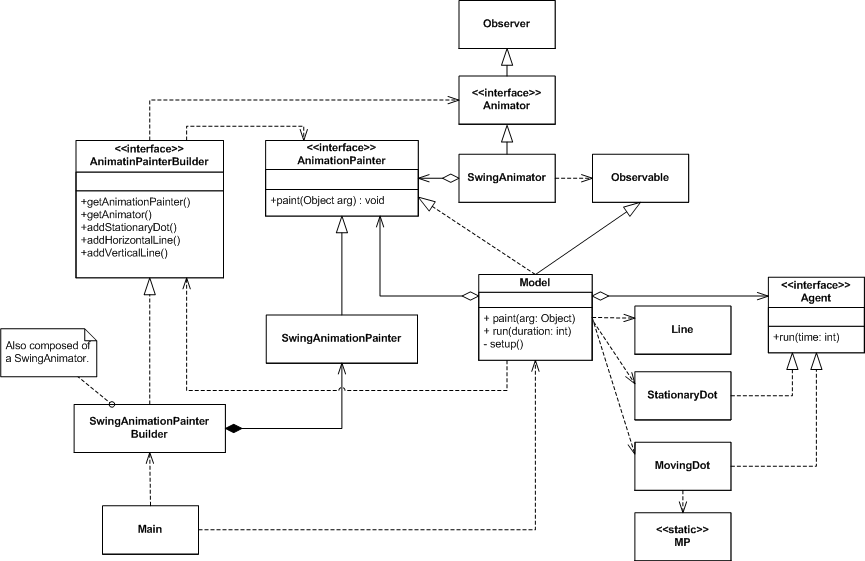 Observer
<<interface>>
Animator
<<interface>>
AnimatinPainterBuilder
+getAnimationPainter()
+getAnimator()
+addStationaryDot()
+addHorizontalLine()
+addVerticalLine()
<<interface>>
AnimationPainter
+paint(Object arg) : void
SwingAnimator
Observable
Model
+ paint(arg: Object)
+ run(duration: int)
- setup()
<<interface>>
Agent
+run(time: int)
Line
SwingAnimationPainter
Also composed of
a SwingAnimator.
StationaryDot
SwingAnimationPainter
Builder
MovingDot
Main
<<static>>
MP